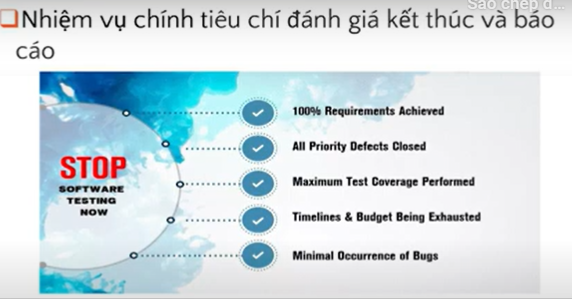 Sao chép đ...
Nhiệm vụ chính tiêu chí đánh giá kết thúc và báo
cáo
STOP
SOFTWARE
TESTING
NOW
100% Requirements Achieved
All Priority Defects Closed
Maximum Test Coverage Performed
Timelines & Budget Being Exhausted
Minimal Occurrence of Bugs